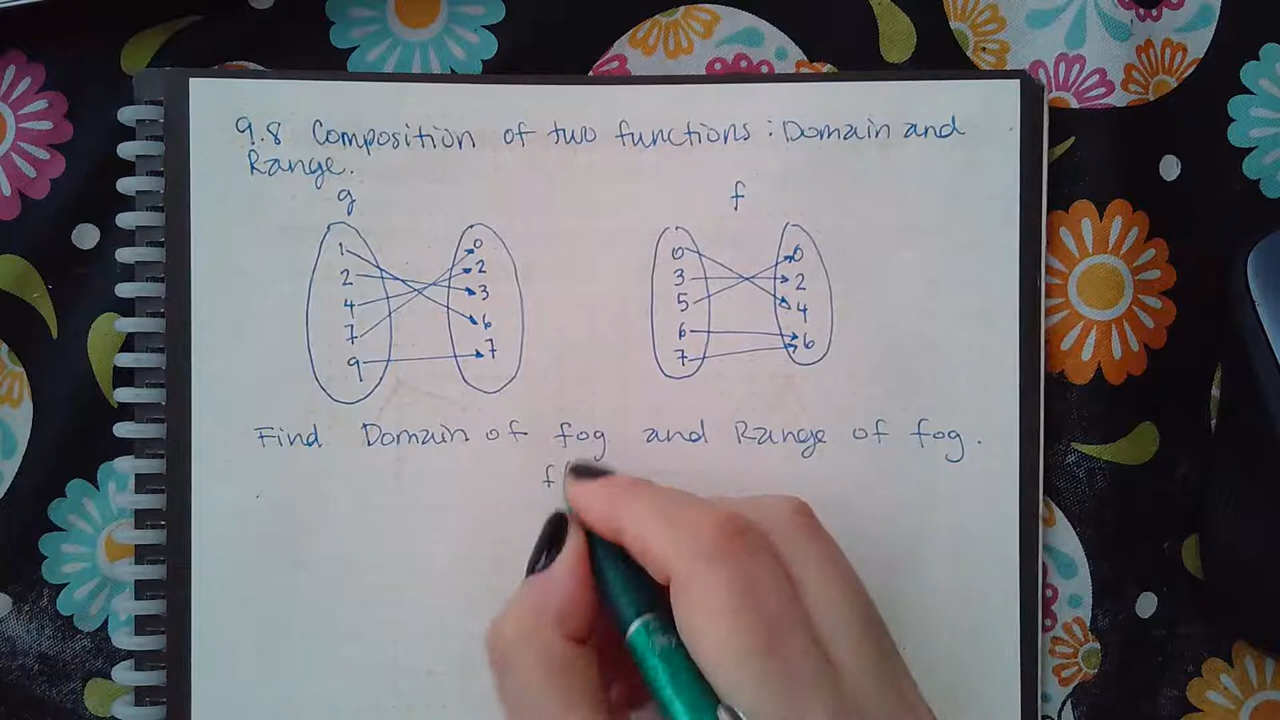 9.8 Composition of two functions: Domain and
Range.
g f
1 0 0 0
2 2 3 2
4 3 5 4
7 6 6 6
9 7 7
Find Domain of fog and Range of fog.
f(